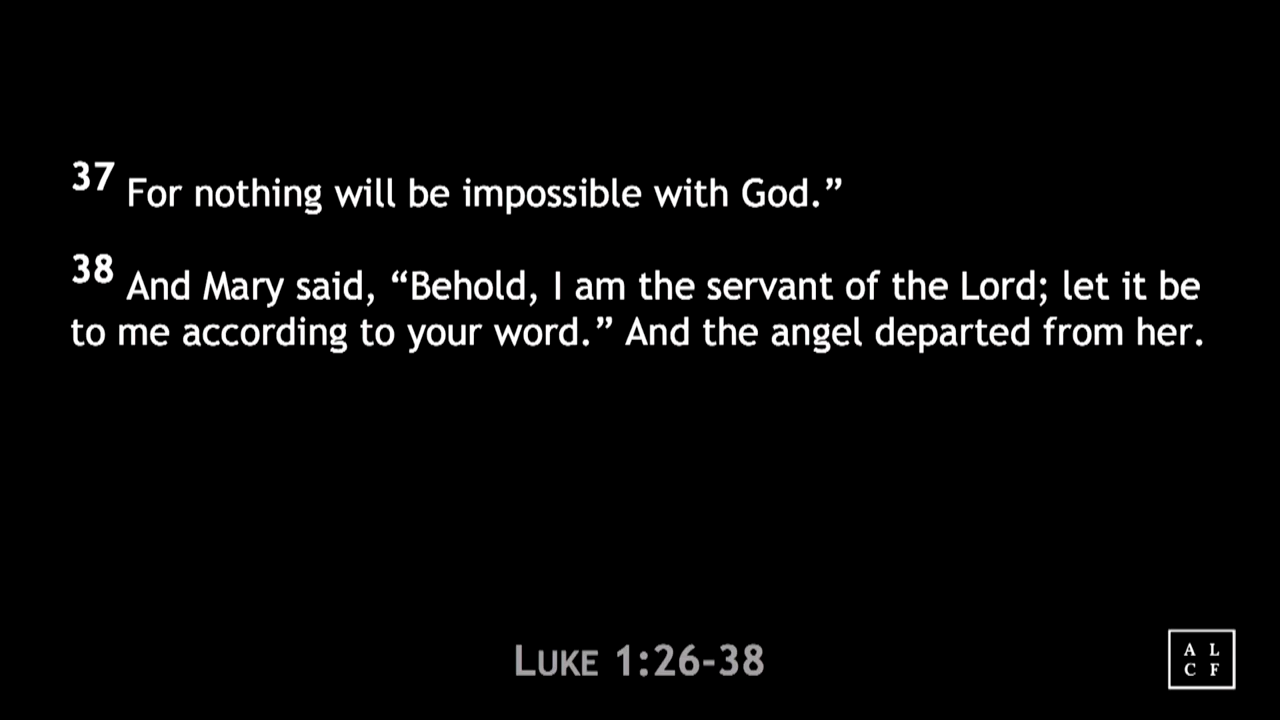 37 For nothing will be impossible with God.”
38 And Mary said, “Behold, I am the servant of the Lord; let it be
to me according to your word.” And the angel departed from her.
LUKE 1:26-38
A L
C F